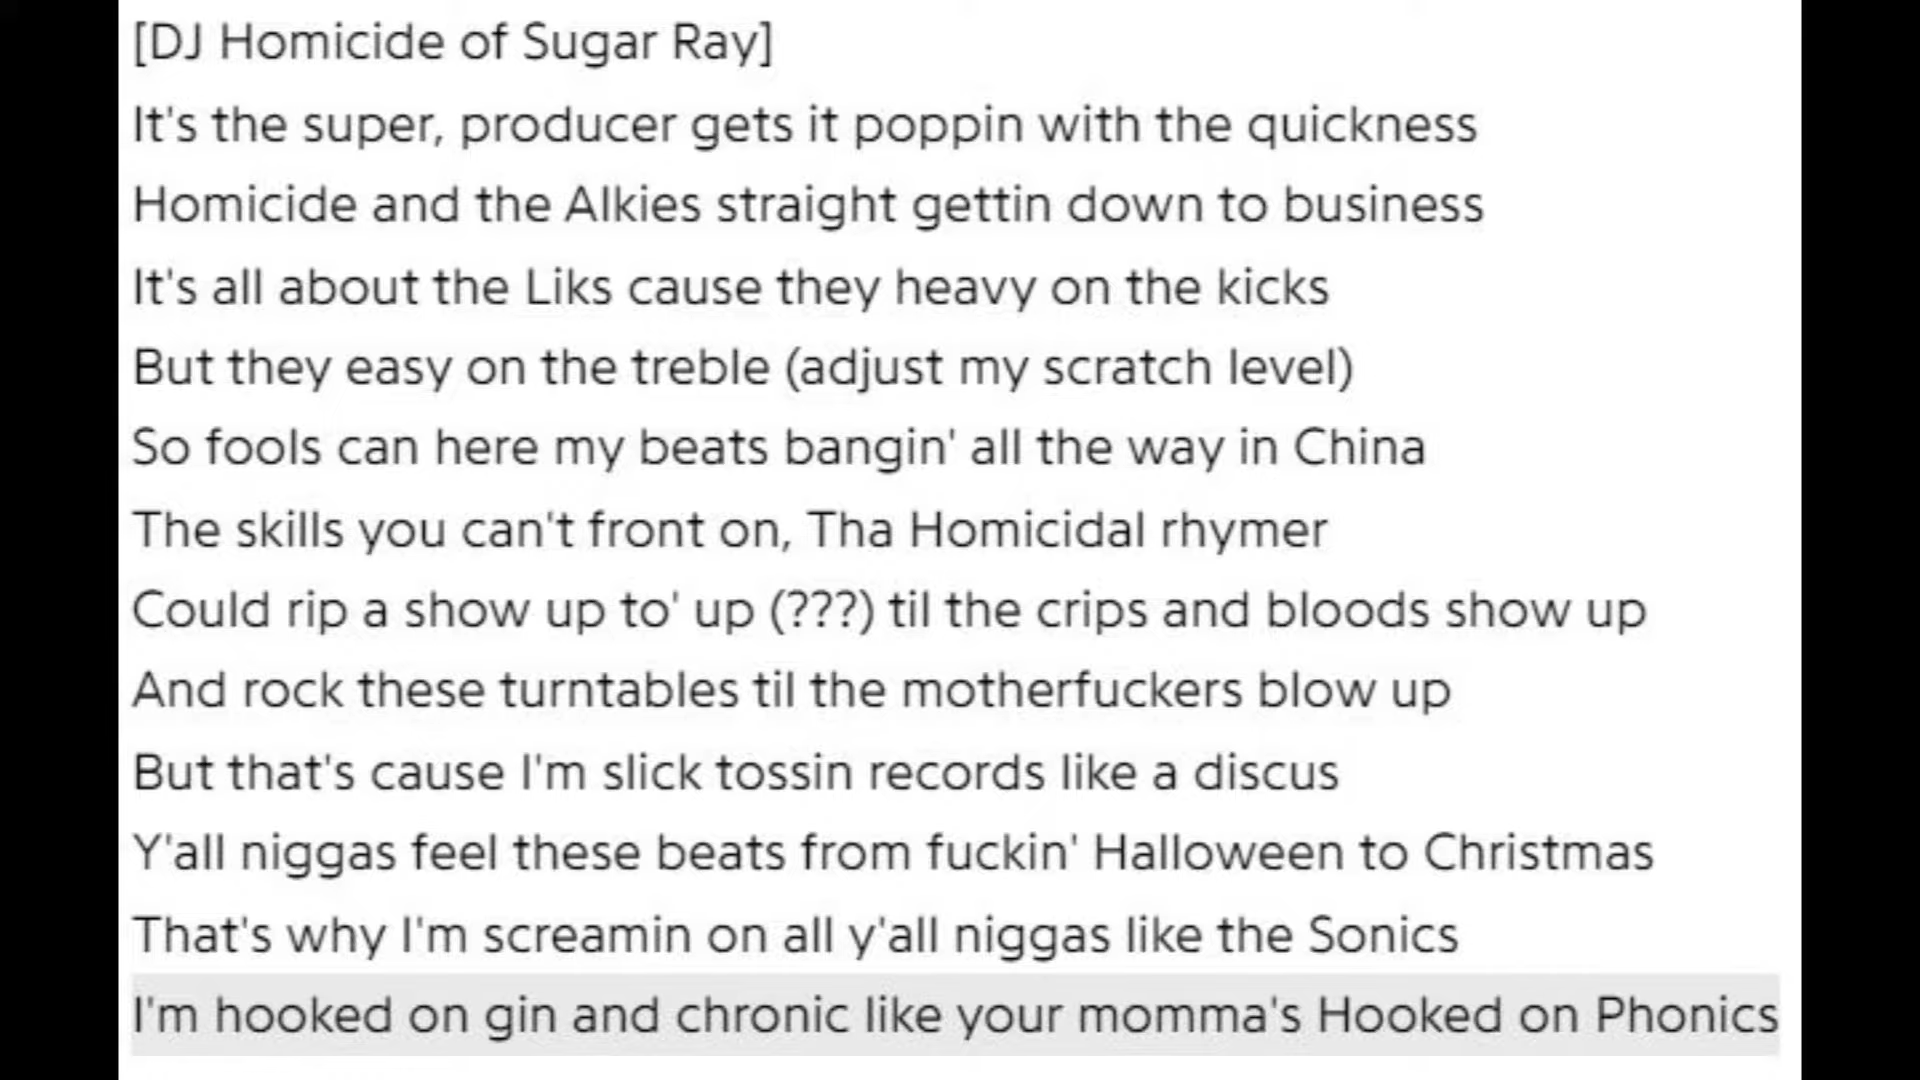 [DJ Homicide of Sugar Ray]
It's the super, producer gets it poppin with the quickness
Homicide and the Alkies straight gettin down to business
It's all about the Liks cause they heavy on the kicks
But they easy on the treble (adjust my scratch level)
So fools can here my beats bangin' all the way in China
The skills you can't front on, Tha Homicidal rhymer
Could rip a show up to' up (???) til the crips and bloods show up
And rock these turntables til the motherfuckers blow up
But that's cause I'm slick tossin records like a discus
Y'all niggas feel these beats from fuckin' Halloween to Christmas
That's why I'm screamin on all y'all niggas like the Sonics
I'm hooked on gin and chronic like your momma's Hooked on Phonics